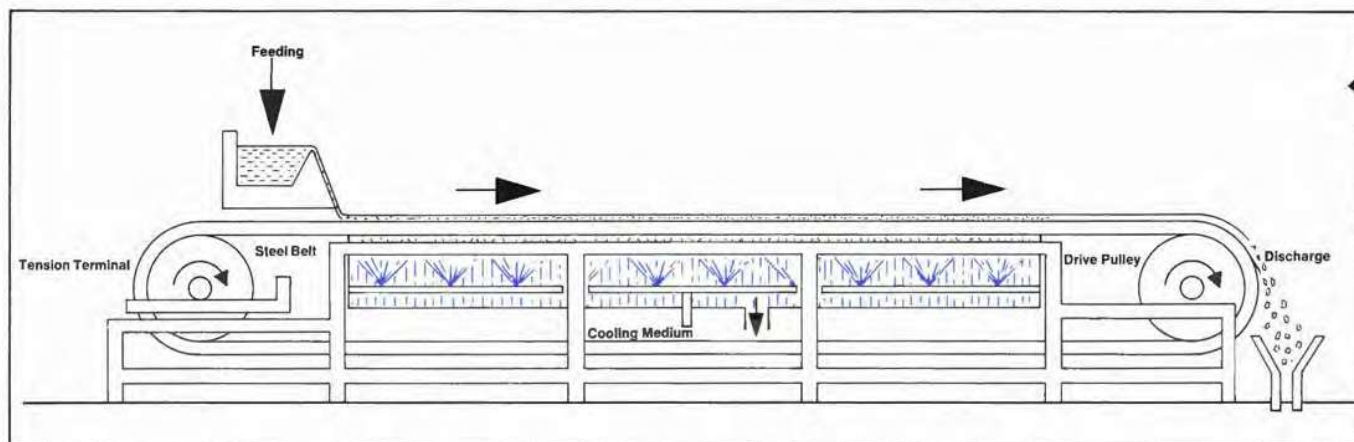 Feeding
Steel Belt
Tension Terminal
Drive Pulley
Discharge
Cooling Medium